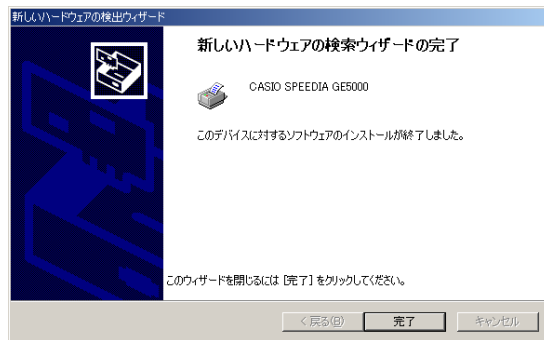 新しいハードウェアの検出ウィザード
新しいハードウェアの検索ウィザードの完了
CASIO SPEEDIA GE5000
このデバイスに対するソフトウェアのインストールが終了しました。
このウィザードを閉じるには [完了] をクリックしてください。
< 戻る(B)
完了
キャンセル